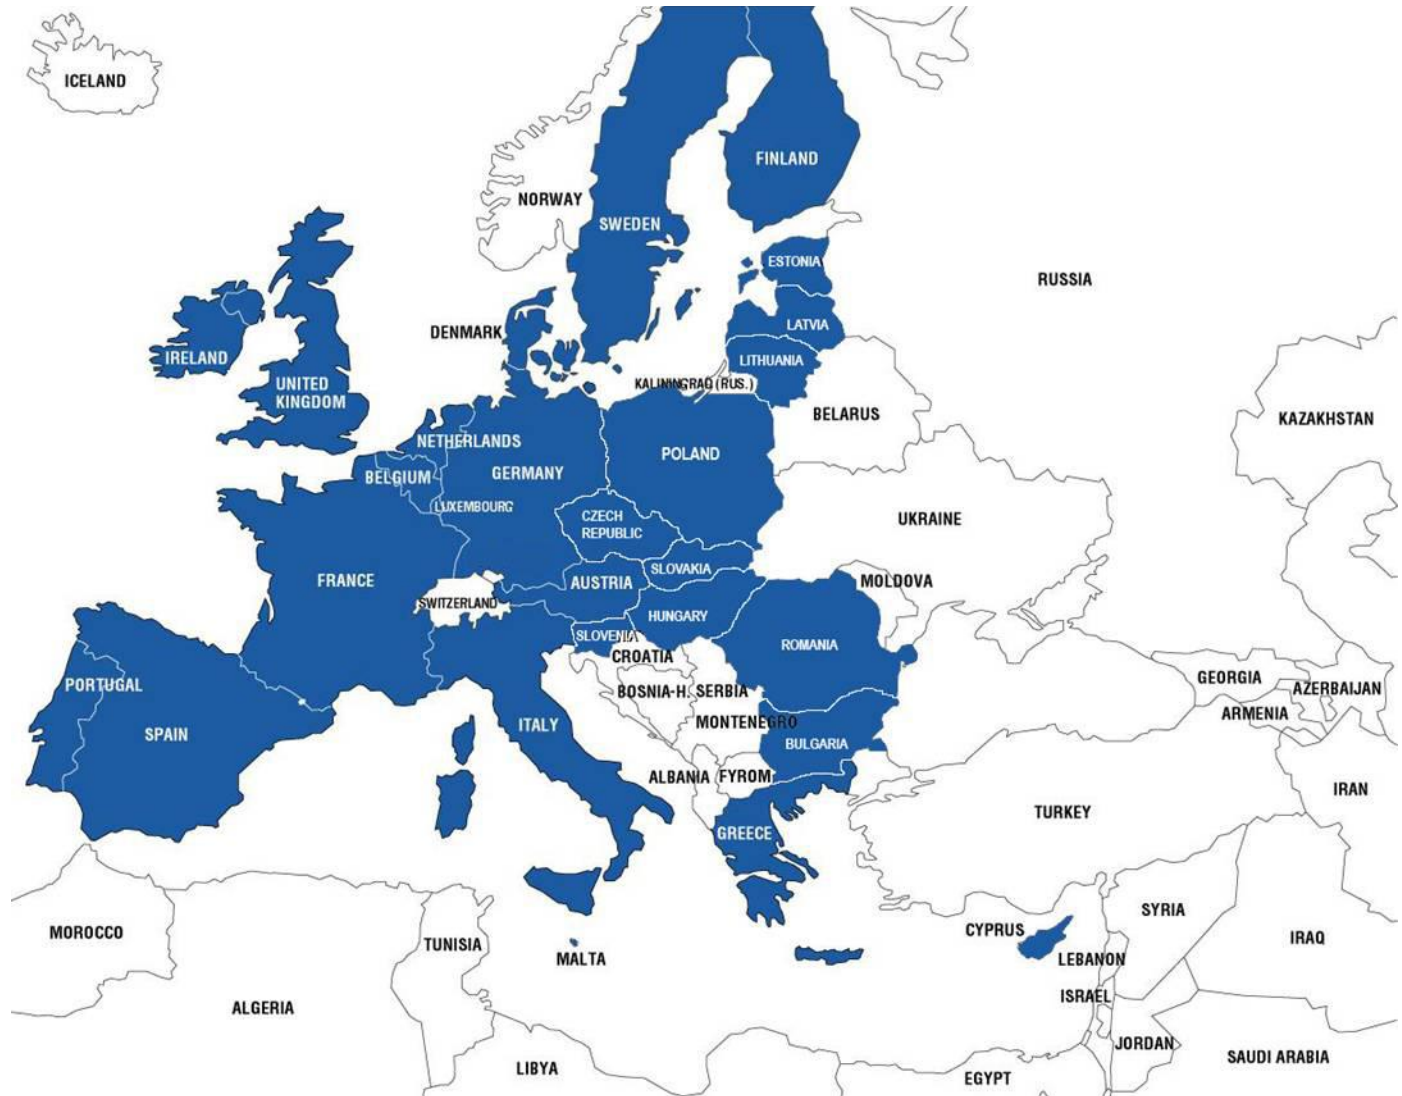 ICELAND
FINLAND
NORWAY
SWEDEN
ESTONIA
RUSSIA
LATVIA
DENMARK
IRELAND
LITHUANIA
UNITED
KINGDOM
KALININGRAD (RUS.)
BELARUS
KAZAKHSTAN
NETHERLANDS
POLAND
GERMANY
BELGIUM
LUXEMBOURG
CZECH
REPUBLIC
UKRAINE
SLOVAKIA
FRANCE
AUSTRIA
MOLDOVA
SWITZERLAND
HUNGARY
SLOVENIA
ROMANIA
CROATIA
GEORGIA
PORTUGAL
BOSNIA-H.
SERBIA
AZERBAIJAN
ARMENIA
MONTENEGRO
ITALY
SPAIN
BULGARIA
ALBANIA
FYROM
IRAN
TURKEY
GREECE
SYRIA
MOROCCO
CYPRUS
IRAQ
TUNISIA
MALTA
LEBANON
ISRAEL
ALGERIA
JORDAN
SAUDI ARABIA
LIBYA
EGYPT